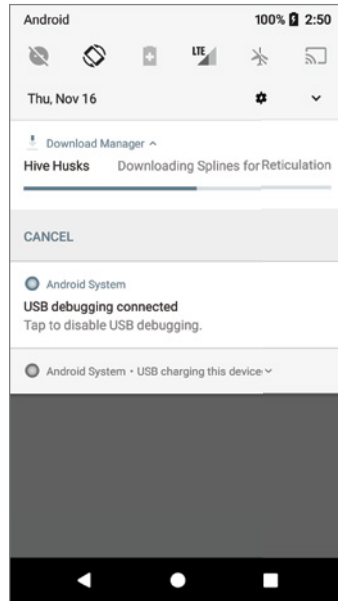 Android 100% 2:50
LTE
Thu, Nov 16
Download Manager
Hive Husks Downloading Splines for Reticulation
CANCEL
Android System
USB debugging connected
Tap to disable USB debugging.
Android System • USB charging this device